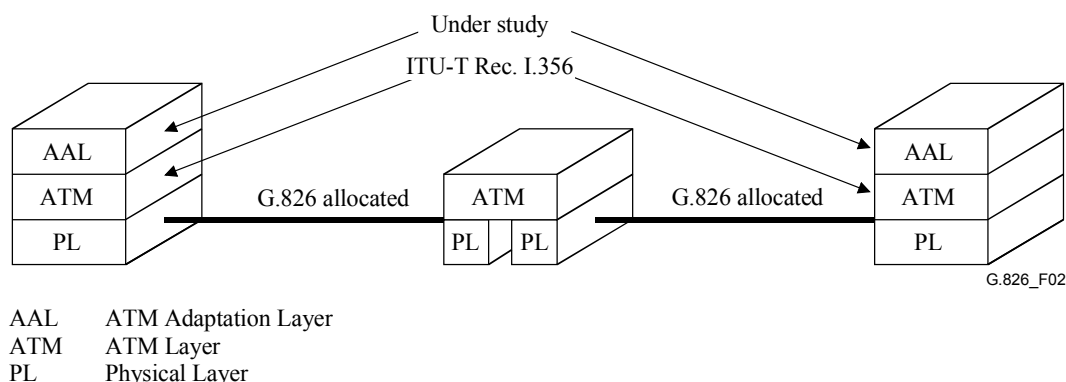 Under study
ITU-T Rec. I.356
AAL
AAL
ATM
G.826 allocated
ATM
G.826 allocated
ATM
PL
PL
PL
PL
G.826_F02
AAL ATM Adaptation Layer
ATM ATM Layer
PL Physical Layer